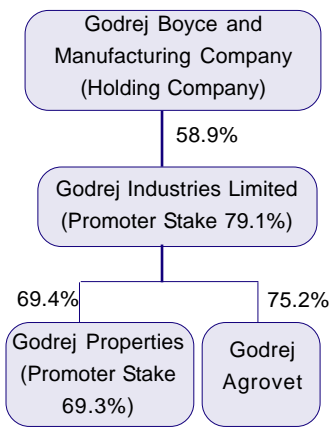 Godrej Boyce and
Manufacturing Company
(Holding Company)
58.9%
Godrej Industries Limited
(Promoter Stake 79.1%)
69.4%
75.2%
Godrej Properties
(Promoter Stake
69.3%)
Godrej
Agrovet